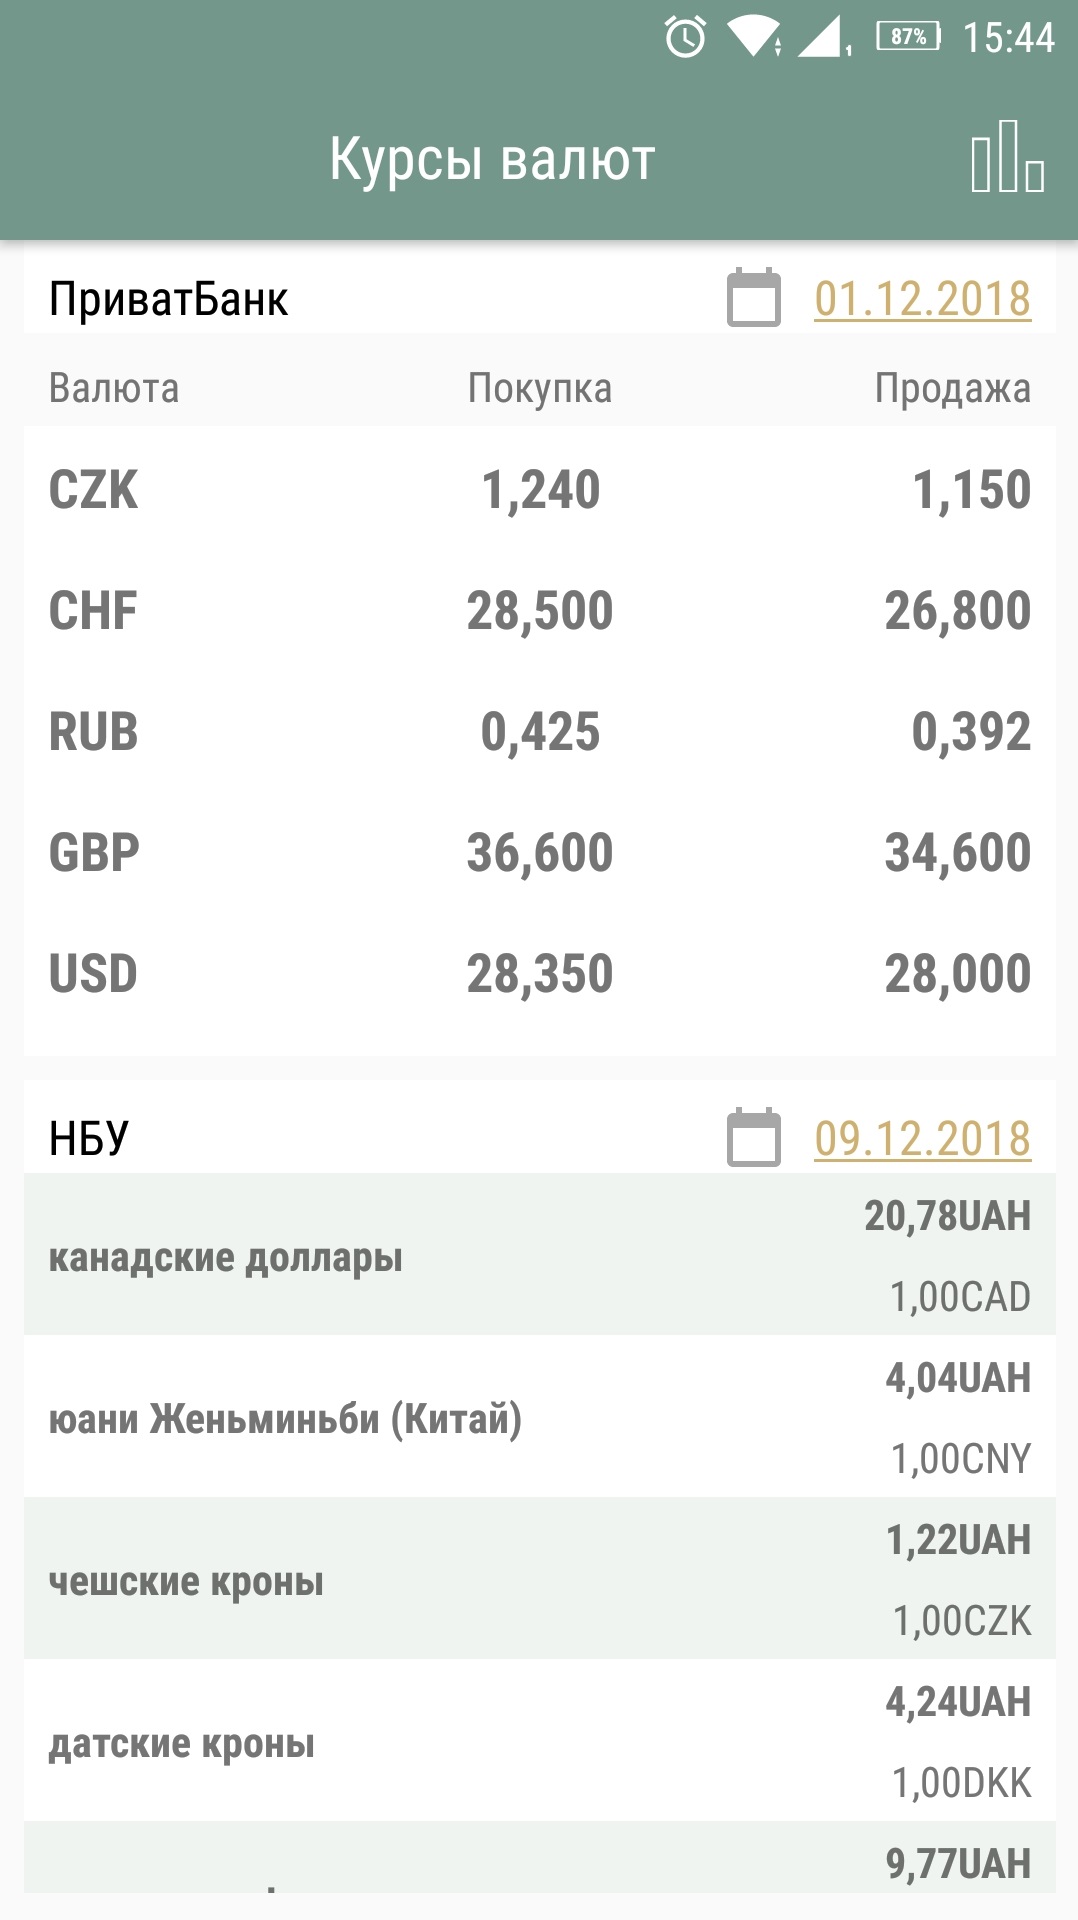 87% 15:44
Курсы валют
ПриватБанк 01.12.2018
Валюта Покупка Продажа
CZK 1,240 1,150
CHF 28,500 26,800
RUB 0,425 0,392
GBP 36,600 34,600
USD 28,350 28,000
НБУ 09.12.2018
20,78UAH
канадские доллары
1,00CAD
4,04UAH
юани Женьминьби (Китай)
1,00CNY
1,22UAH
чешские кроны
1,00CZK
4,24UAH
датские кроны
1,00DKK
9,77UAH